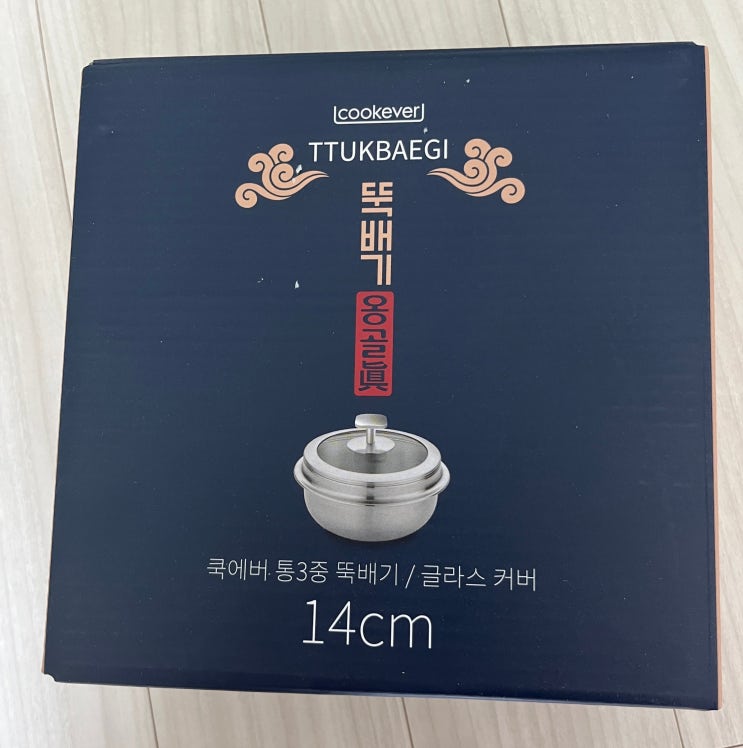 cookever
TTUKBAEGI
뚝배기
옹골眞
쿡에버 통3중 뚝배기 / 글라스 커버
14cm